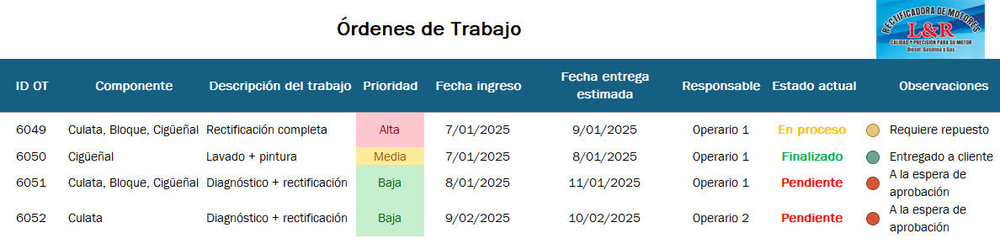 Órdenes de Trabajo
RECTIFICADORA DE MOTORES
L&R
CALIDAD Y PRECISIÓN PARA SU MOTOR
Diesel, Gasolina y Gas
ID OT Componente Descripción del trabajo Prioridad Fecha ingreso Fecha entrega estimada Responsable Estado actual Observaciones
6049 Culata, Bloque, Cigüeñal Rectificación completa Alta 7/01/2025 9/01/2025 Operario 1 En proceso Requiere repuesto
6050 Cigüeñal Lavado + pintura Media 7/01/2025 8/01/2025 Operario 1 Finalizado Entregado a cliente
6051 Culata, Bloque, Cigüeñal Diagnóstico + rectificación Baja 8/01/2025 11/01/2025 Operario 1 Pendiente A la espera de aprobación
6052 Culata Diagnóstico + rectificación Baja 9/02/2025 10/02/2025 Operario 2 Pendiente A la espera de aprobación